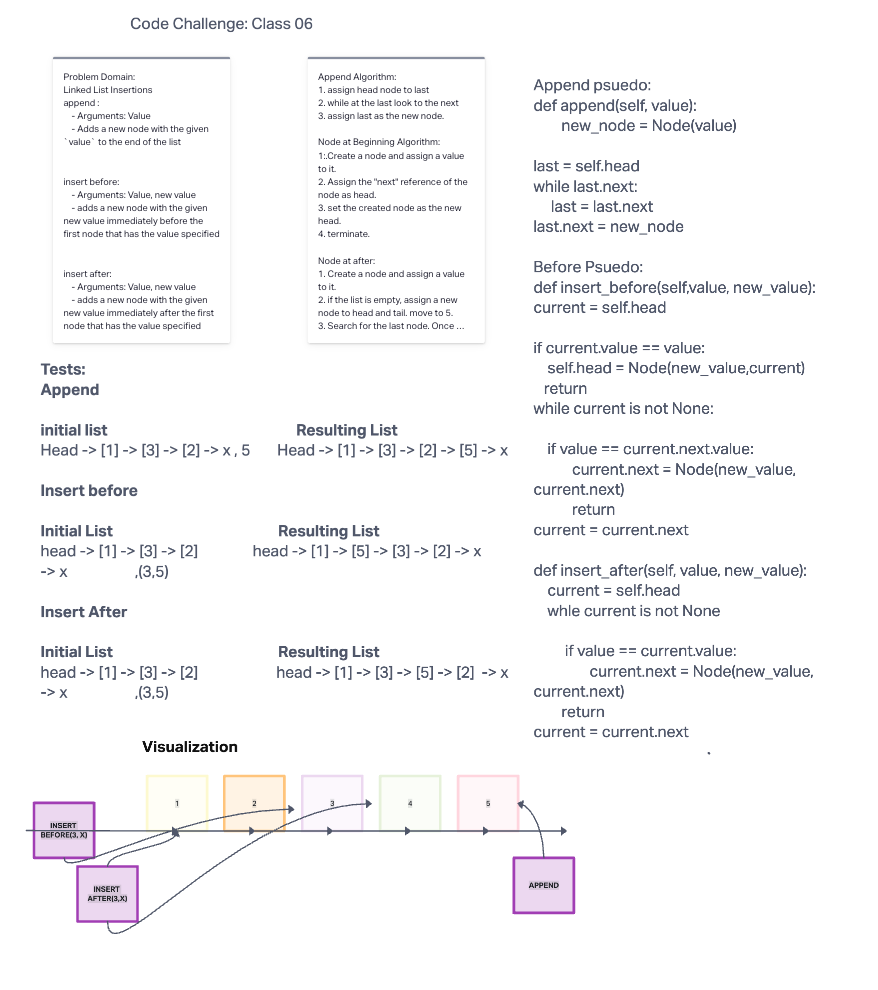 Code Challenge: Class 06
Problem Domain:
Linked List Insertions
append :
- Arguments: Value
- Adds a new node with the given
`value` to the end of the list
insert before:
- Arguments: Value, new value
- adds a new node with the given
new value immediately before the
first node that has the value specified
insert after:
- Arguments: Value, new value
- adds a new node with the given
new value immediately after the first
node that has the value specified
Append Algorithm:
1. assign head node to last
2. while at the last look to the next
3. assign last as the new node.
Node at Beginning Algorithm:
1:.Create a node and assign a value
to it.
2. Assign the "next" reference of the
node as head.
3. set the created node as the new
head.
4. terminate.
Node at after:
1. Create a node and assign a value
to it.
2. if the list is empty, assign a new
node to head and tail. move to 5.
3. Search for the last node. Once ...
Append psuedo:
def append(self, value):
new_node = Node(value)
last = self.head
while last.next:
last = last.next
last.next = new_node
Before Psuedo:
def insert_before(self,value, new_value):
current = self.head
if current.value == value:
self.head = Node(new_value,current)
return
while current is not None:
if value == current.next.value:
current.next = Node(new_value,
current.next)
return
current = current.next
def insert_after(self, value, new_value):
current = self.head
whle current is not None
if value == current.value:
current.next = Node(new_value,
current.next)
return
current = current.next
.
Tests:
Append
initial list Resulting List
Head -> [1] -> [3] -> [2] -> x , 5 Head -> [1] -> [3] -> [2] -> [5] -> x
Insert before
Initial List Resulting List
head -> [1] -> [3] -> [2] head -> [1] -> [5] -> [3] -> [2] -> x
-> x ,(3,5)
Insert After
Initial List Resulting List
head -> [1] -> [3] -> [2] head -> [1] -> [3] -> [5] -> [2] -> x
-> x ,(3,5)
Visualization
1 2 3 4 5
INSERT
BEFORE(3, X)
INSERT
AFTER(3,X)
APPEND